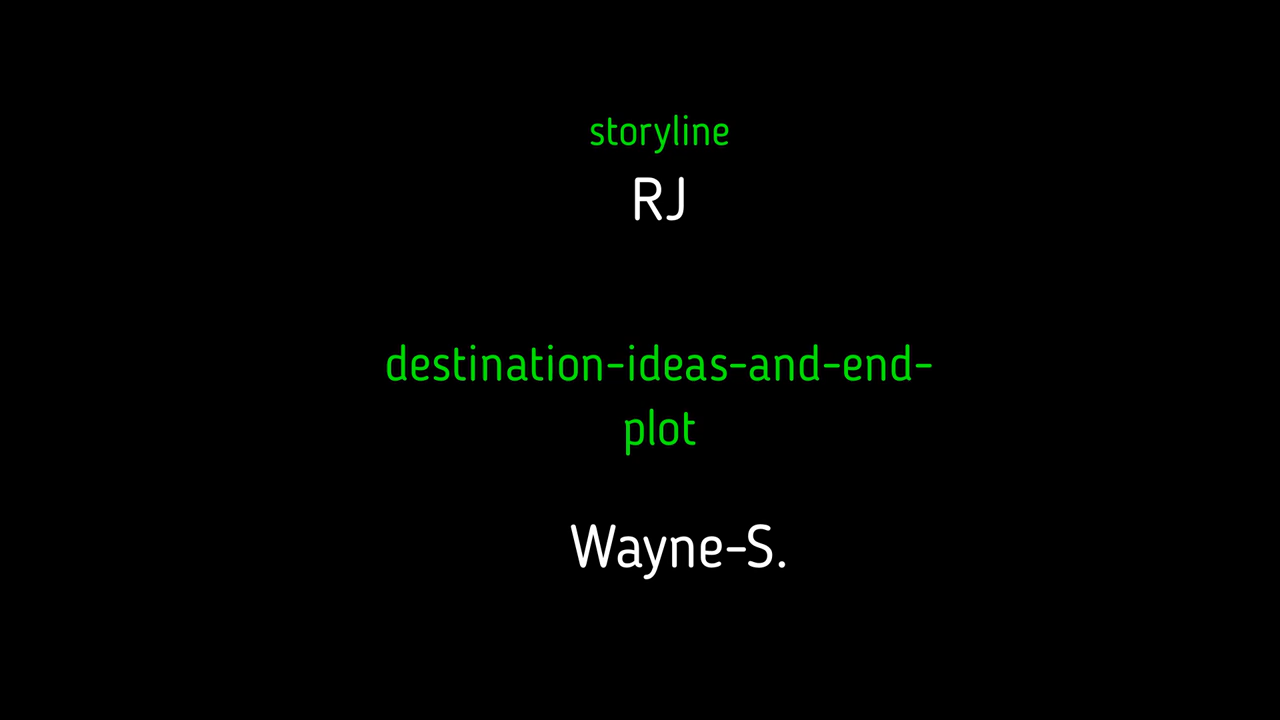 storyline
RJ
destination-ideas-and-end-
plot
Wayne-S.